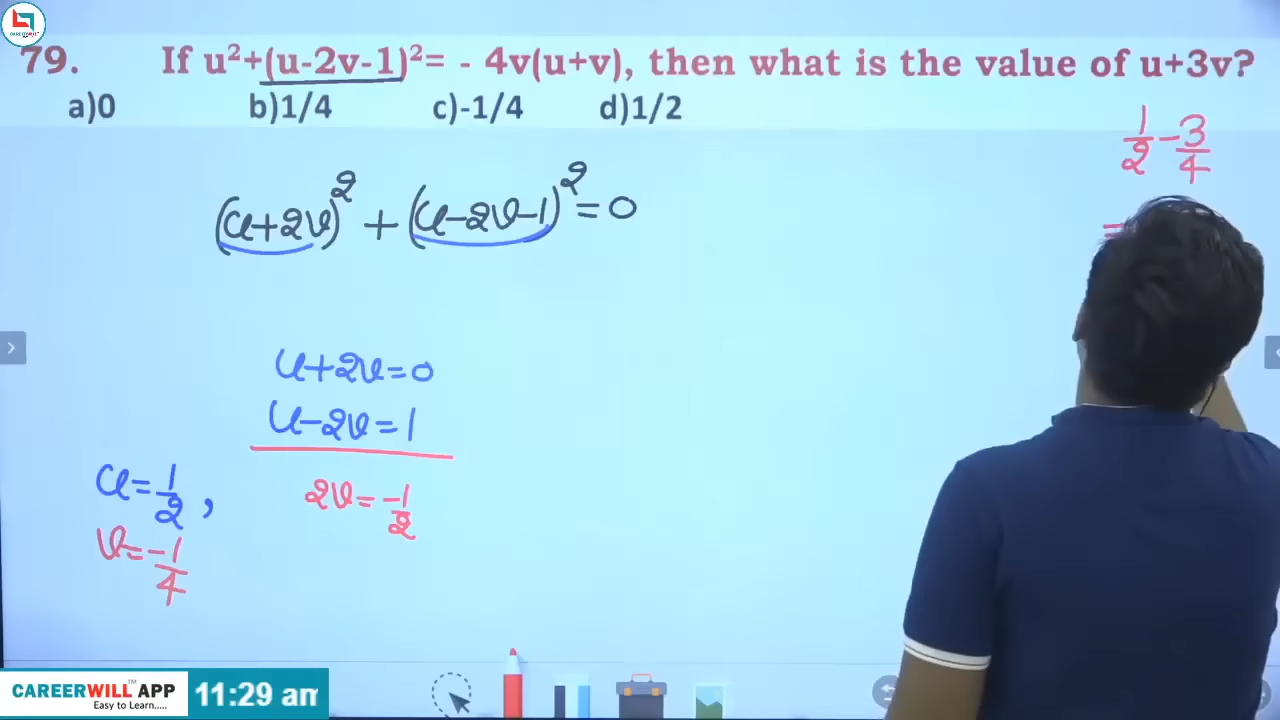 CAREERWILL
79. If u²+(u-2v-1)²= - 4v(u+v), then what is the value of u+3v?
a)0 b)1/4 c)-1/4 d)1/2
1/2 - 3/4
=
(u+2v)² + (u-2v-1)² = 0
u+2v=0
u-2v=1
u=1/2, 2v=-1/2
v=-1/4
CAREERWILL™ APP
Easy to Learn.....
11:29 am